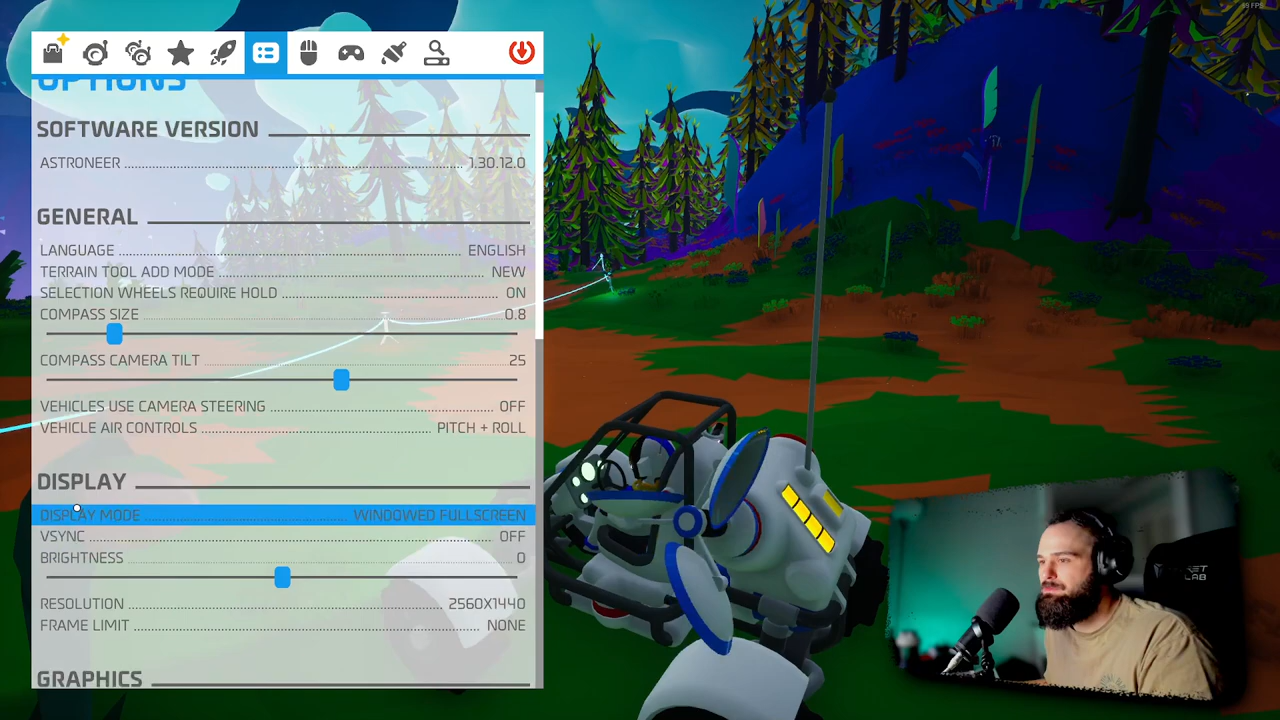 59 FPS
OPTIONS
SOFTWARE VERSION
ASTRONEER 1.30.12.0
GENERAL
LANGUAGE ENGLISH
TERRAIN TOOL ADD MODE NEW
SELECTION WHEELS REQUIRE HOLD ON
COMPASS SIZE 0.8
COMPASS CAMERA TILT 25
VEHICLES USE CAMERA STEERING OFF
VEHICLE AIR CONTROLS PITCH + ROLL
DISPLAY
DISPLAY MODE WINDOWED FULLSCREEN
VSYNC OFF
BRIGHTNESS 0
RESOLUTION 2560X1440
FRAME LIMIT NONE
GRAPHICS